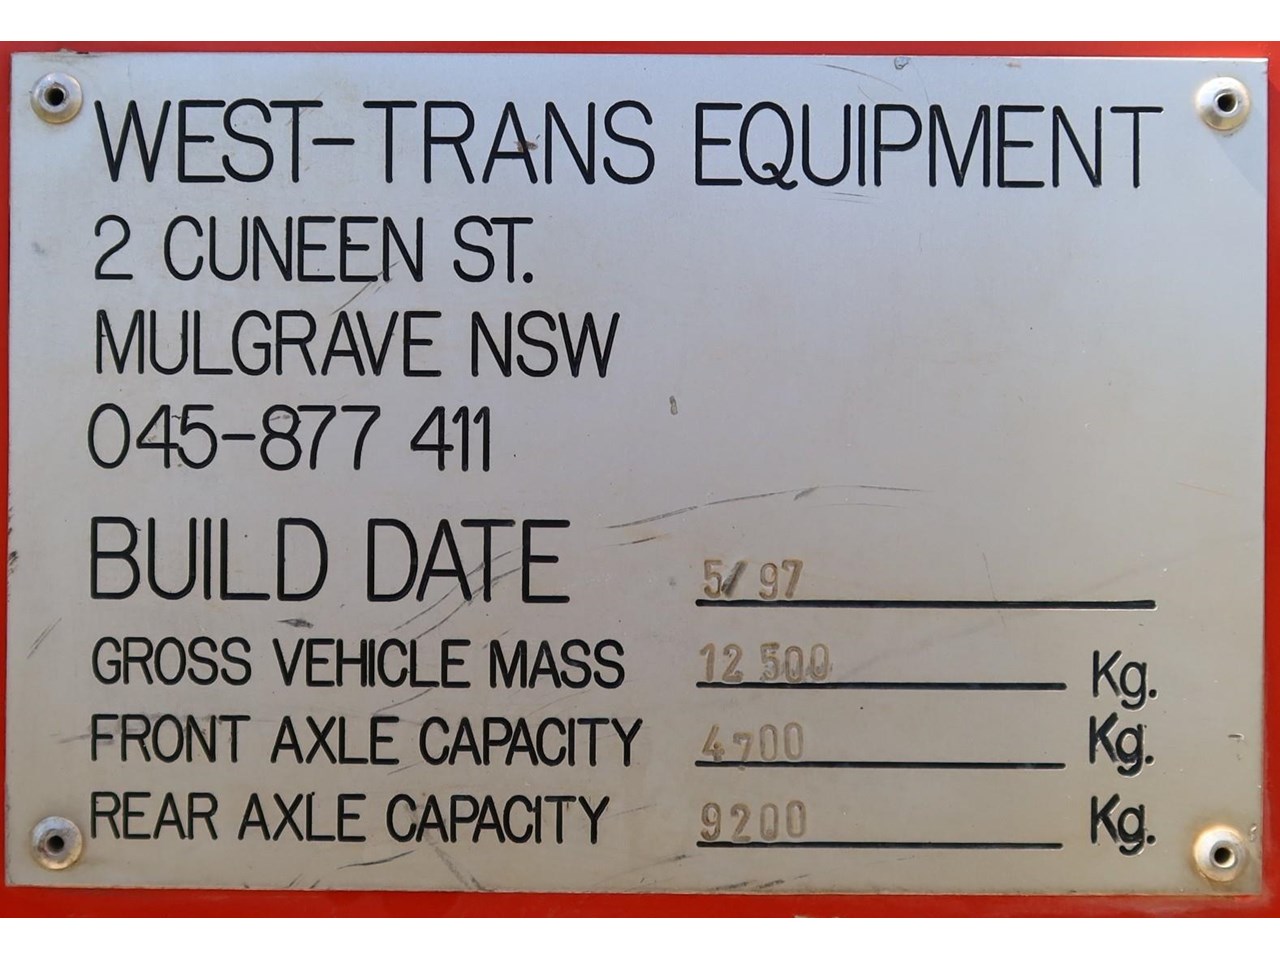 WEST-TRANS EQUIPMENT
2 CUNEEN ST.
MULGRAVE NSW
045-877 411
BUILD DATE 5/97
GROSS VEHICLE MASS 12 500 Kg.
FRONT AXLE CAPACITY 4700 Kg.
REAR AXLE CAPACITY 9200 Kg.